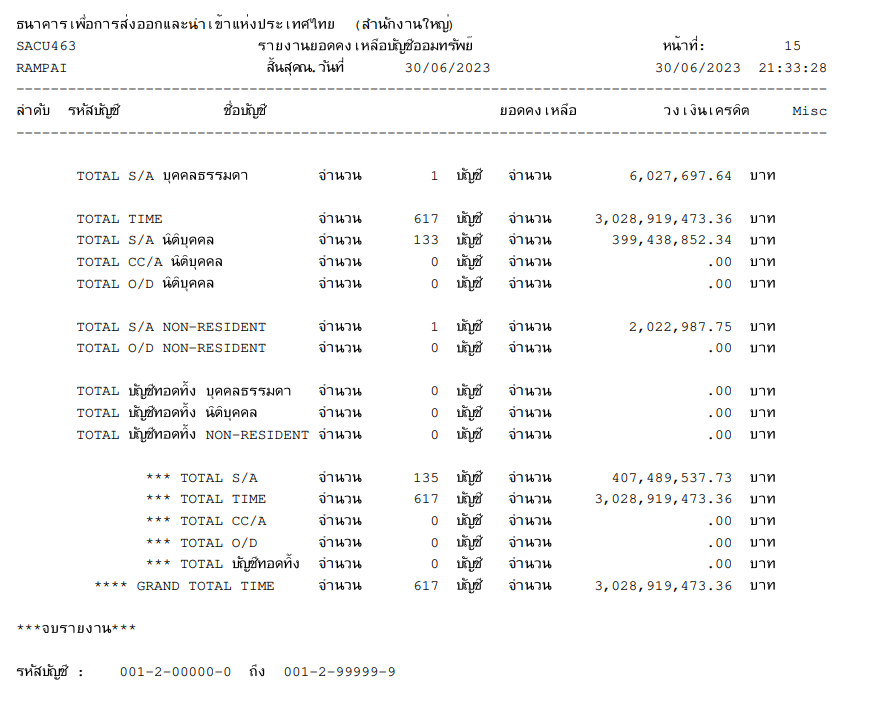 ธนาคารเพื่อการส่งออกและนำเข้าแห่งประเทศไทย (สำนักงานใหญ่)
SACU463 รายงานยอดคงเหลือบัญชีออมทรัพย์ หน้าที่: 15
RAMPAI สิ้นสุดณ.วันที่ 30/06/2023 30/06/2023 21:33:28
ลำดับ รหัสบัญชี ชื่อบัญชี ยอดคงเหลือ วงเงินเครดิต Misc
TOTAL S/A บุคคลธรรมดา จำนวน 1 บัญชี จำนวน 6,027,697.64 บาท
TOTAL TIME จำนวน 617 บัญชี จำนวน 3,028,919,473.36 บาท
TOTAL S/A นิติบุคคล จำนวน 133 บัญชี จำนวน 399,438,852.34 บาท
TOTAL CC/A นิติบุคคล จำนวน 0 บัญชี จำนวน .00 บาท
TOTAL O/D นิติบุคคล จำนวน 0 บัญชี จำนวน .00 บาท
TOTAL S/A NON-RESIDENT จำนวน 1 บัญชี จำนวน 2,022,987.75 บาท
TOTAL O/D NON-RESIDENT จำนวน 0 บัญชี จำนวน .00 บาท
TOTAL บัญชีทอดทิ้ง บุคคลธรรมดา จำนวน 0 บัญชี จำนวน .00 บาท
TOTAL บัญชีทอดทิ้ง นิติบุคคล จำนวน 0 บัญชี จำนวน .00 บาท
TOTAL บัญชีทอดทิ้ง NON-RESIDENT จำนวน 0 บัญชี จำนวน .00 บาท
*** TOTAL S/A จำนวน 135 บัญชี จำนวน 407,489,537.73 บาท
*** TOTAL TIME จำนวน 617 บัญชี จำนวน 3,028,919,473.36 บาท
*** TOTAL CC/A จำนวน 0 บัญชี จำนวน .00 บาท
*** TOTAL O/D จำนวน 0 บัญชี จำนวน .00 บาท
*** TOTAL บัญชีทอดทิ้ง จำนวน 0 บัญชี จำนวน .00 บาท
**** GRAND TOTAL TIME จำนวน 617 บัญชี จำนวน 3,028,919,473.36 บาท
***จบรายงาน***
รหัสบัญชี : 001-2-00000-0 ถึง 001-2-99999-9